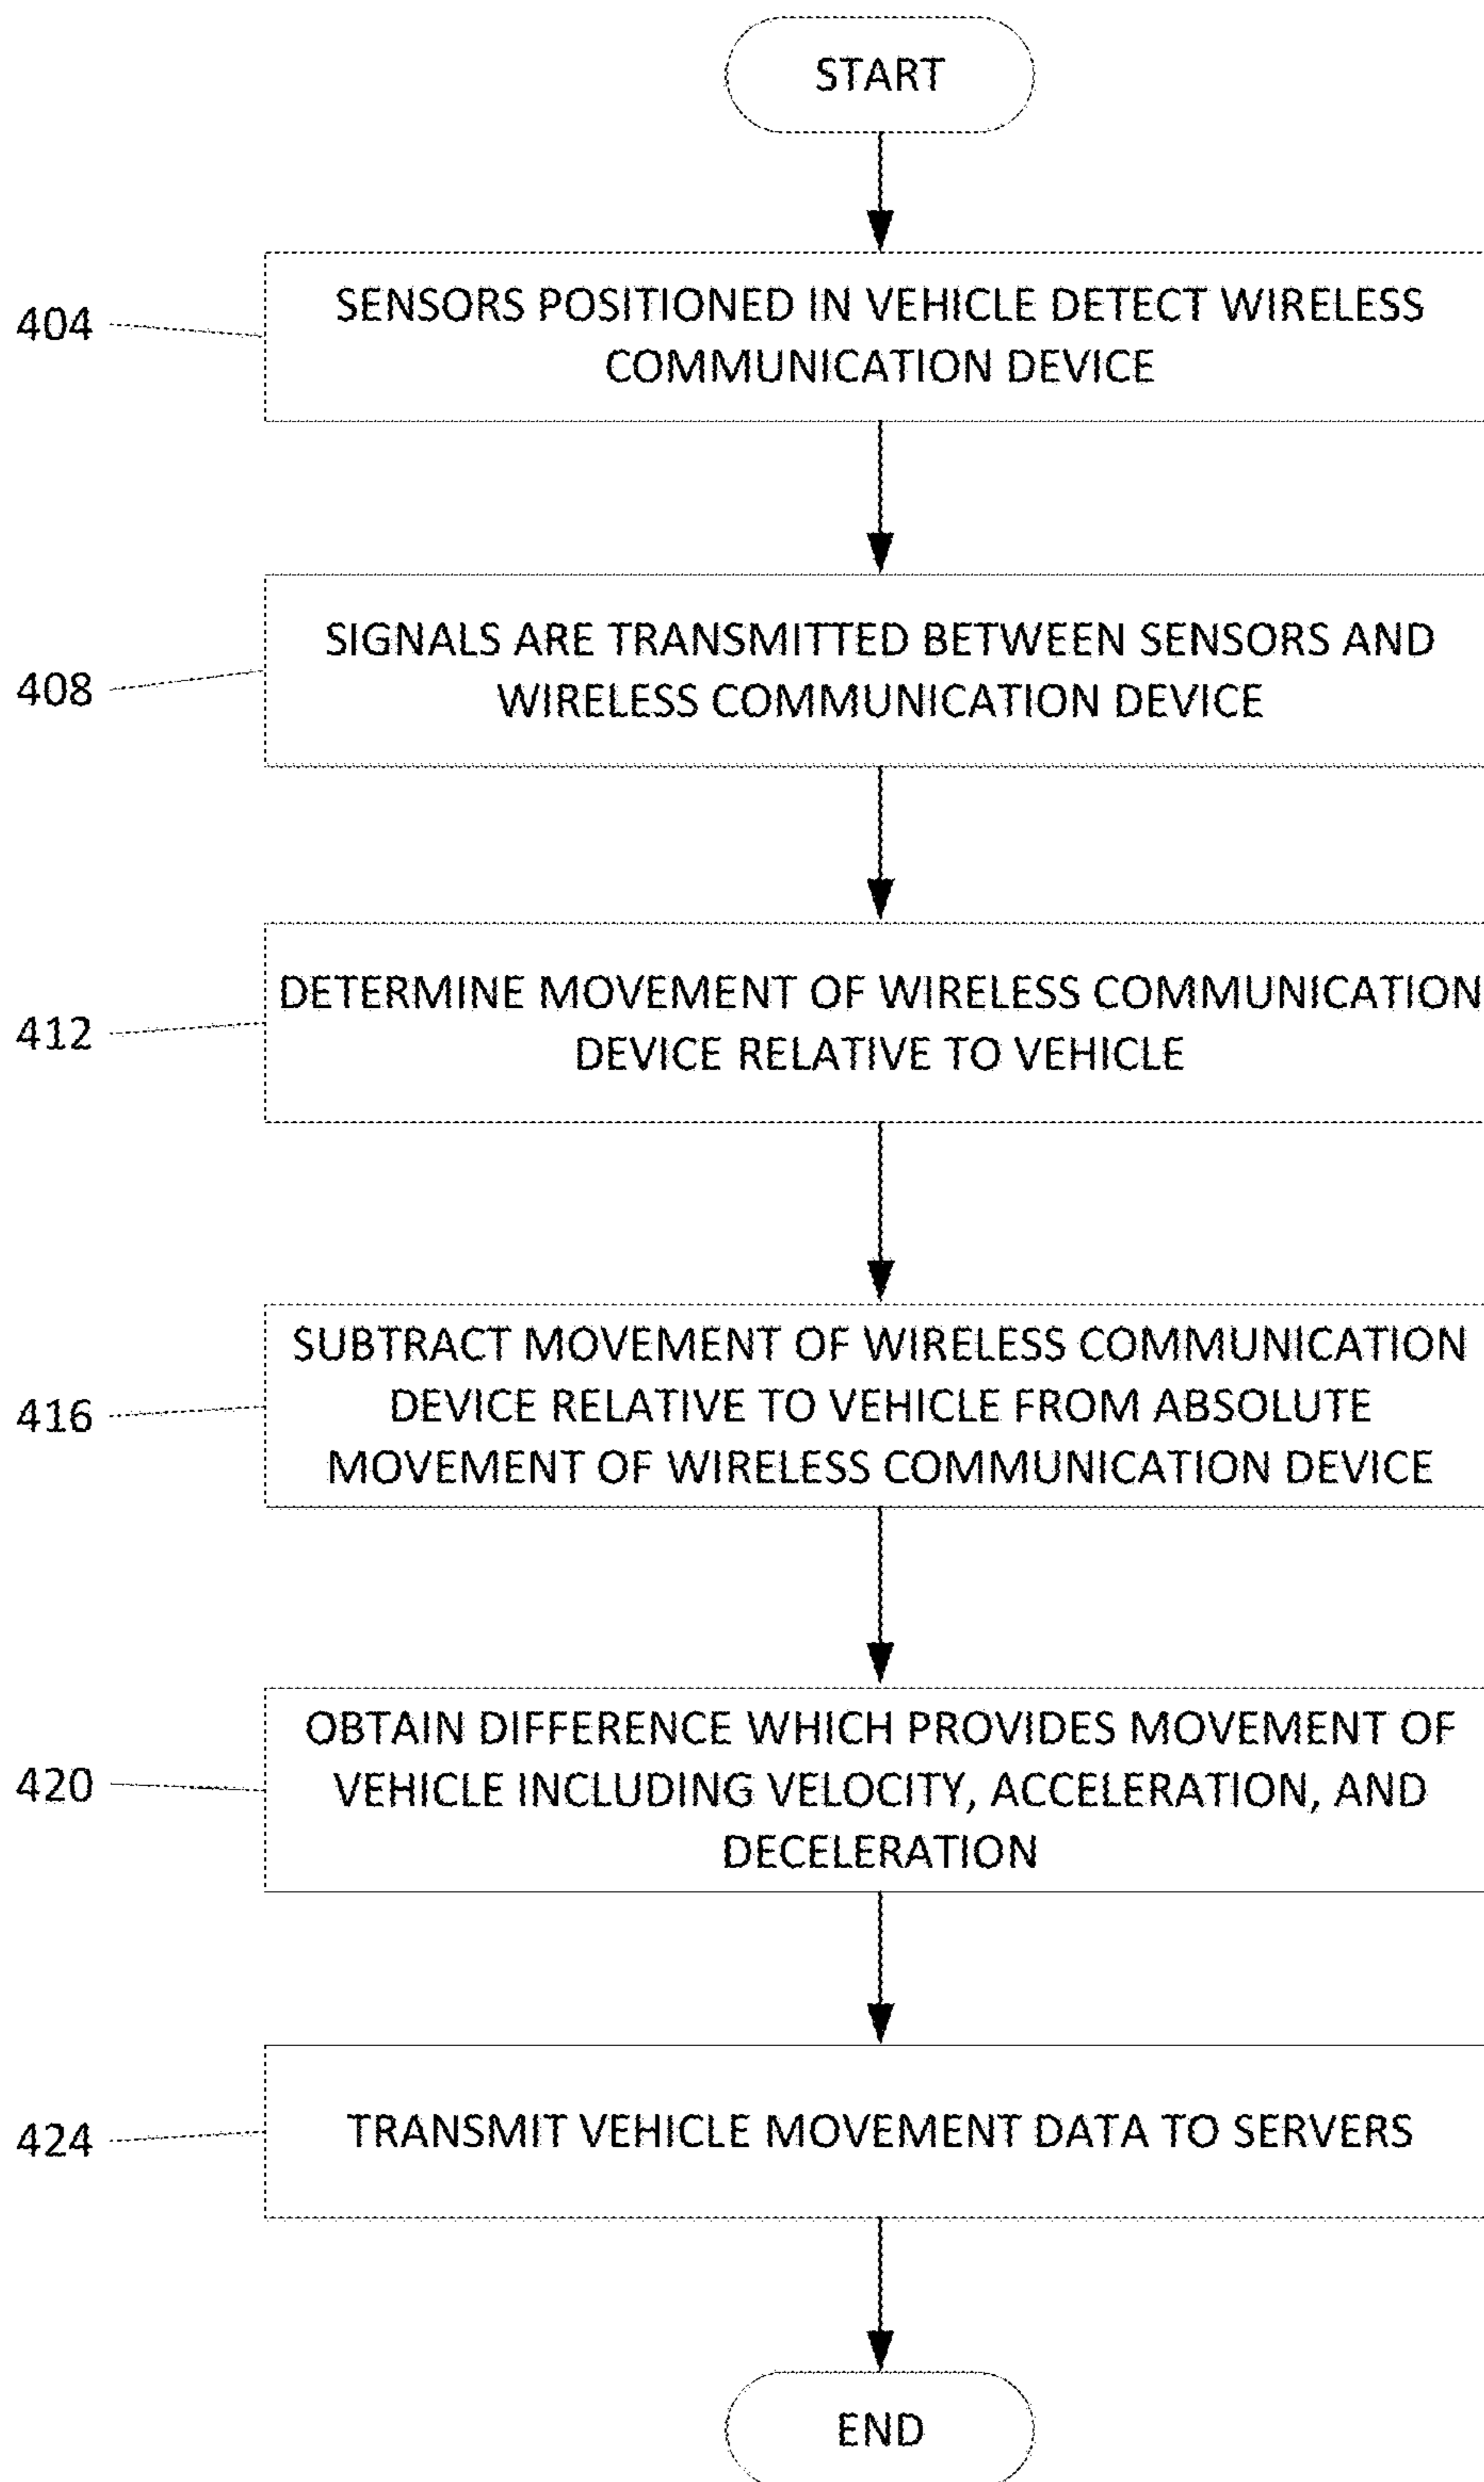 START
404
SENSORS POSITIONED IN VEHICLE DETECT WIRELESS
COMMUNICATION DEVICE
408
SIGNALS ARE TRANSMITTED BETWEEN SENSORS AND
WIRELESS COMMUNICATION DEVICE
412
DETERMINE MOVEMENT OF WIRELESS COMMUNICATION
DEVICE RELATIVE TO VEHICLE
416
SUBTRACT MOVEMENT OF WIRELESS COMMUNICATION
DEVICE RELATIVE TO VEHICLE FROM ABSOLUTE
MOVEMENT OF WIRELESS COMMUNICATION DEVICE
420
OBTAIN DIFFERENCE WHICH PROVIDES MOVEMENT OF
VEHICLE INCLUDING VELOCITY, ACCELERATION, AND
DECELERATION
424
TRANSMIT VEHICLE MOVEMENT DATA TO SERVERS
END